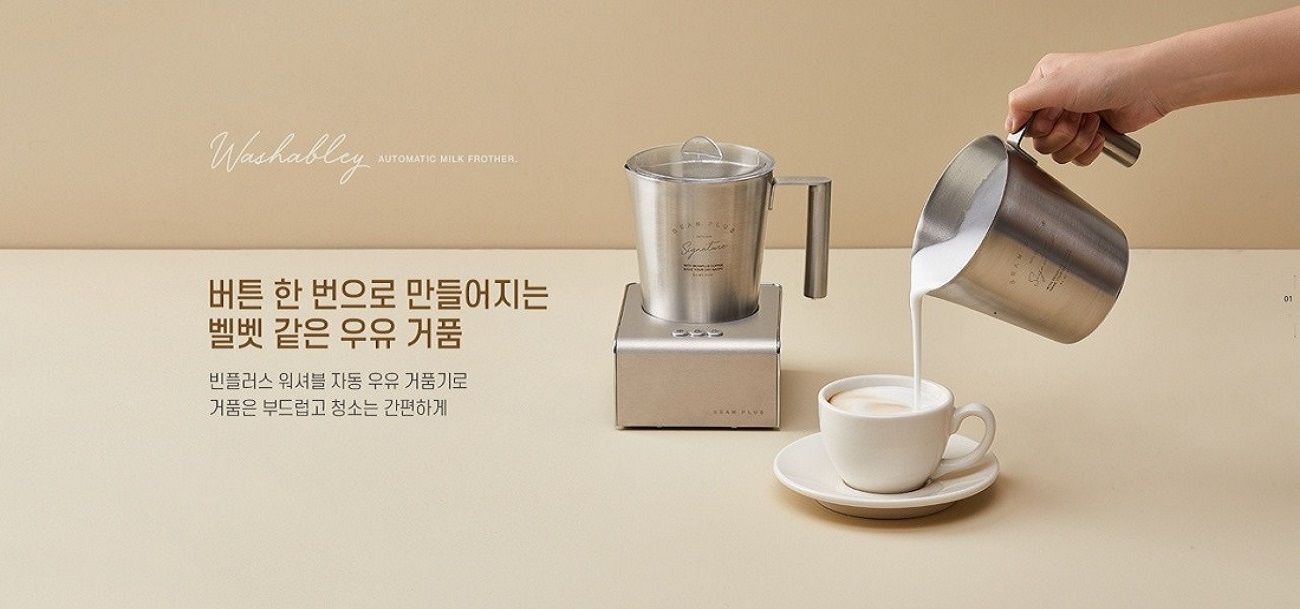 Washabley AUTOMATIC MILK FROTHER.
버튼 한 번으로 만들어지는
벨벳 같은 우유 거품
빈플러스 워셔블 자동 우유 거품기로
거품은 부드럽고 청소는 간편하게
BEAN PLUS
Signature
BEAN PLUS
01